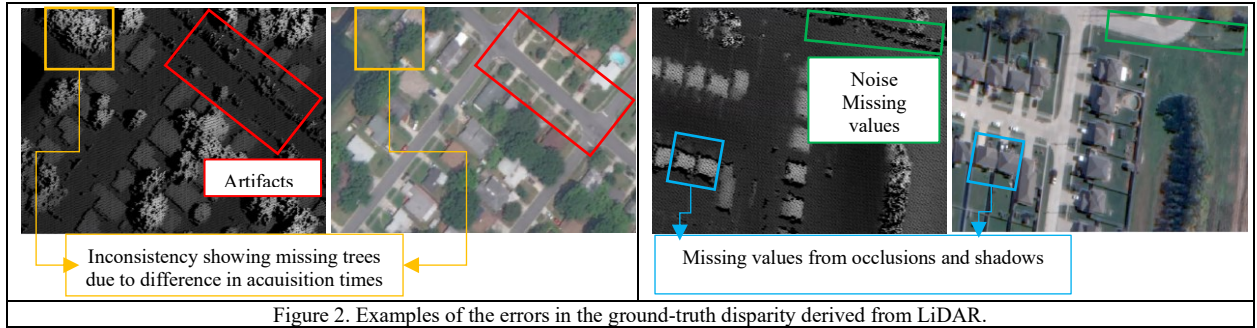 Artifacts
Inconsistency showing missing trees
due to difference in acquisition times
Noise
Missing
values
Missing values from occlusions and shadows
Figure 2. Examples of the errors in the ground-truth disparity derived from LiDAR.